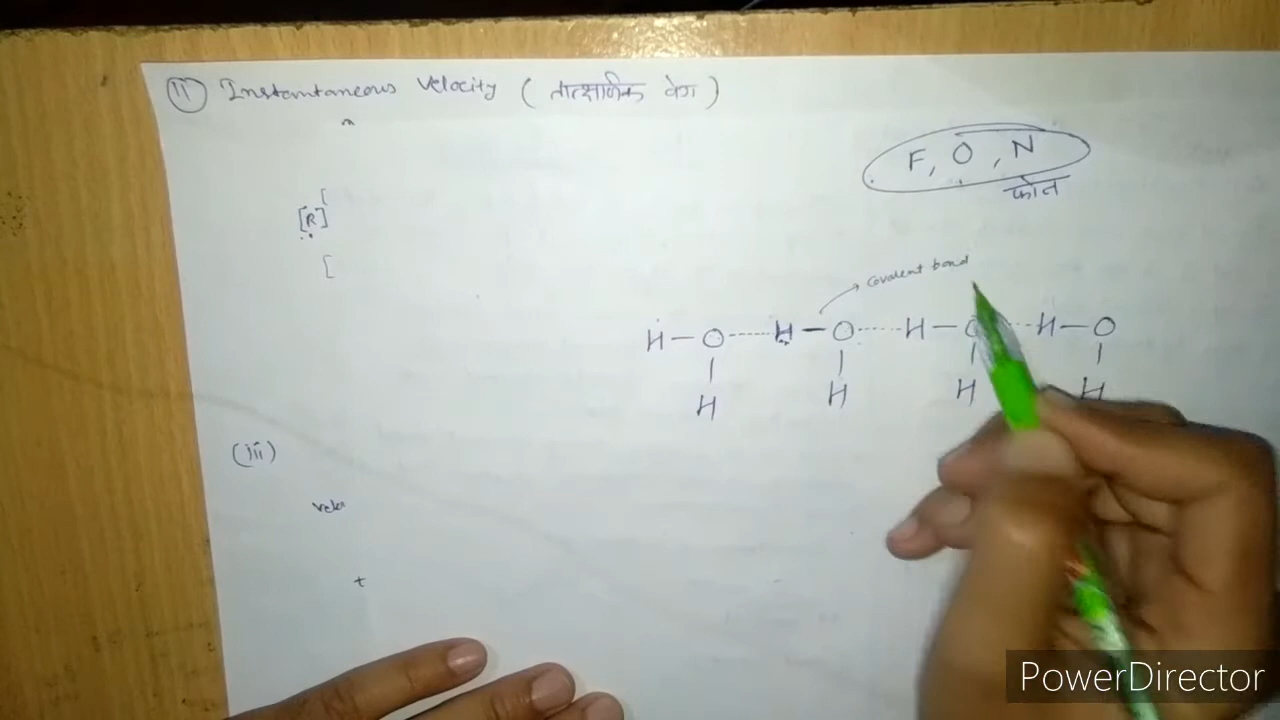 (ii) Instantaneous Velocity (तात्क्षणिक वेग)
F, O, N
फोन
[
[R]
[
covalent bond
H — O ----- H — O ----- H — O ----- H — O
| | | |
H H H H
(iii)
t
PowerDirector